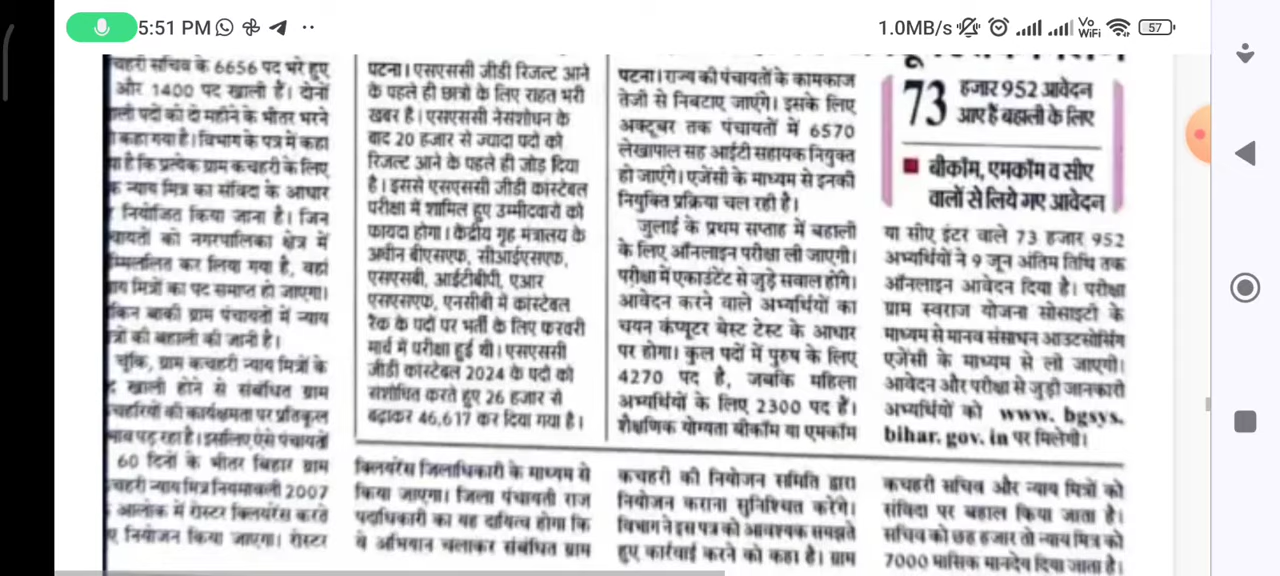 5:51 PM
1.0MB/s
Vo
WiFi
57
चहरी सचिव के 6656 पद भरे हुए
और 1400 पद खाली हैं। दोनों
ाली पदों को दो महीने के भीतर भरने
कहा गया है। विभाग के पत्र में कहा
या है कि प्रत्येक ग्राम कचहरी के लिए
क न्याय मित्र का संविदा के आधार
नियोजित किया जाना है। जिन
चायतों को नगरपालिका क्षेत्र में
म्मिलित कर लिया गया है, वहां
ाय मित्रों का पद समाप्त हो जाएगा।
किन बाकी ग्राम पंचायतों में न्याय
त्रों की बहाली की जानी है।
चूंकि, ग्राम कचहरी न्याय मित्रों के
द खाली होने से संबंधित ग्राम
चहरियों की कार्यक्षमता पर प्रतिकूल
भाव पड़ रहा है। इसलिए ऐसे पंचायतों
60 दिनों के भीतर बिहार ग्राम
चहरी न्याय मित्र नियमावली 2007
आलोक में रोस्टर क्लियरेंस करते
ए नियोजन किया जाएगा। रोस्टर
पटना। एसएससी जीडी रिजल्ट आने
के पहले ही छात्रों के लिए राहत भरी
खबर है। एसएससी ने संशोधन के
बाद 20 हजार से ज्यादा पदों को
रिजल्ट आने के पहले ही जोड़ दिया
है। इससे एसएससी जीडी कांस्टेबल
परीक्षा में शामिल हुए उम्मीदवारों को
फायदा होगा। केंद्रीय गृह मंत्रालय के
अधीन बीएसएफ, सीआईएसएफ,
एसएसबी, आईटीबीपी, एआर
एसएसएफ, एनसीबी में कांस्टेबल
रैंक के पदों पर भर्ती के लिए फरवरी
मार्च में परीक्षा हुई थी। एसएससी
जीडी कांस्टेबल 2024 के पदों को
संशोधित करते हुए 26 हजार से
बढ़ाकर 46,617 कर दिया गया है।
क्लियरेंस जिलाधिकारी के माध्यम से
किया जाएगा। जिला पंचायती राज
पदाधिकारी का यह दायित्व होगा कि
वे अभियान चलाकर संबंधित ग्राम
पटना। राज्य की पंचायतों के कामकाज
तेजी से निबटाए जाएंगे। इसके लिए
अक्टूबर तक पंचायतों में 6570
लेखापाल सह आईटी सहायक नियुक्त
हो जाएंगे। एजेंसी के माध्यम से इनकी
नियुक्ति प्रक्रिया चल रही है।
जुलाई के प्रथम सप्ताह में बहाली
के लिए ऑनलाइन परीक्षा ली जाएगी।
परीक्षा में एकाउंटेंट से जुड़े सवाल होंगे।
आवेदन करने वाले अभ्यर्थियों का
चयन कंप्यूटर बेस्ट टेस्ट के आधार
पर होगा। कुल पदों में पुरुष के लिए
4270 पद है, जबकि महिला
अभ्यर्थियों के लिए 2300 पद हैं।
शैक्षणिक योग्यता बीकॉम या एमकॉम
73 हजार 952 आवेदन
आए हैं बहाली के लिए
बीकॉम, एमकॉम व सीए
वालों से लिये गए आवेदन
या सीए इंटर वाले 73 हजार 952
अभ्यर्थियों ने 9 जून अंतिम तिथि तक
ऑनलाइन आवेदन दिया है। परीक्षा
ग्राम स्वराज योजना सोसाइटी के
माध्यम से मानव संसाधन आउटसोर्सिंग
एजेंसी के माध्यम से ली जाएगी।
आवेदन और परीक्षा से जुड़ी जानकारी
अभ्यर्थियों को www. bgsys.
bihar. gov. in पर मिलेगी।
कचहरी की नियोजन समिति द्वारा
नियोजन कराना सुनिश्चित करेंगे।
विभाग ने इस पत्र को आवश्यक समझते
हुए कार्रवाई करने को कहा है। ग्राम
कचहरी सचिव और न्याय मित्रों को
संविदा पर बहाल किया जाता है।
सचिव को छह हजार तो न्याय मित्र को
7000 मासिक मानदेय दिया जाता है।